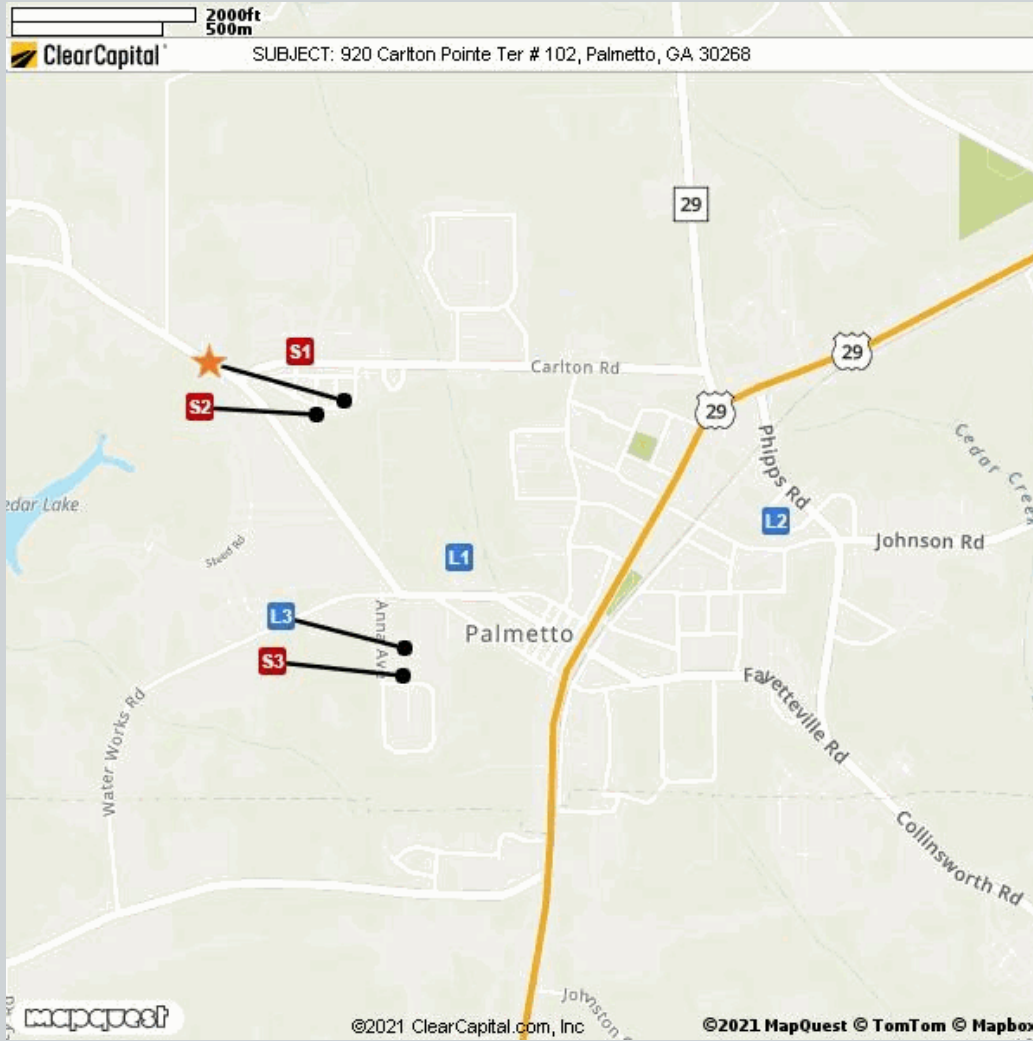 2000ft
500m
ClearCapital
SUBJECT: 920 Carlton Pointe Ter # 102, Palmetto, GA 30268
29
S1
29
Carlton Rd
S2
29
Phipps Rd
Cedar Creek
edar Lake
L2
Johnson Rd
Steed Rd
L1
L3
Anna Ave
Palmetto
S3
Fayetteville Rd
Water Works Rd
Collinsworth Rd
Johnston
mapquest
©2021 ClearCapital.com, Inc
©2021 MapQuest © TomTom © Mapbox